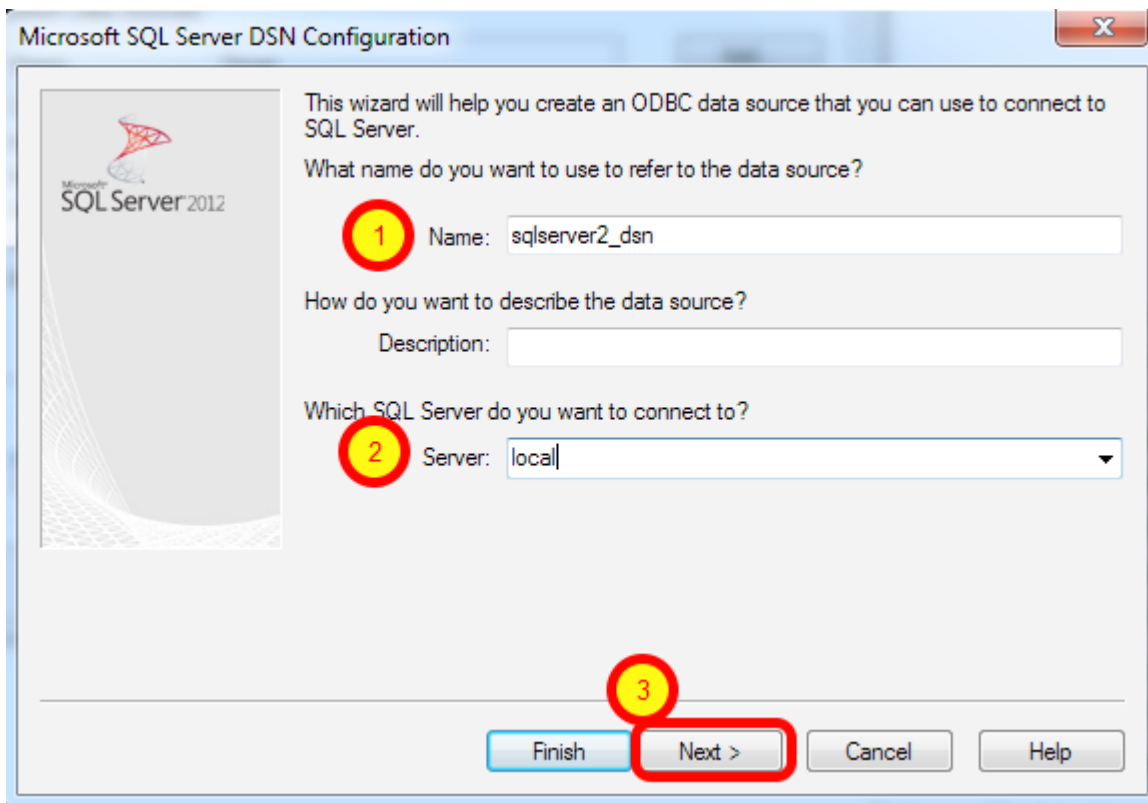 Microsoft SQL Server DSN Configuration
X
This wizard will help you create an ODBC data source that you can use to connect to
SQL Server.
What name do you want to use to refer to the data source?
Microsoft
SQL Server 2012
1
Name: sqlserver2_dsn
How do you want to describe the data source?
Description:
Which SQL Server do you want to connect to?
2
Server: local
3
Finish Next > Cancel Help